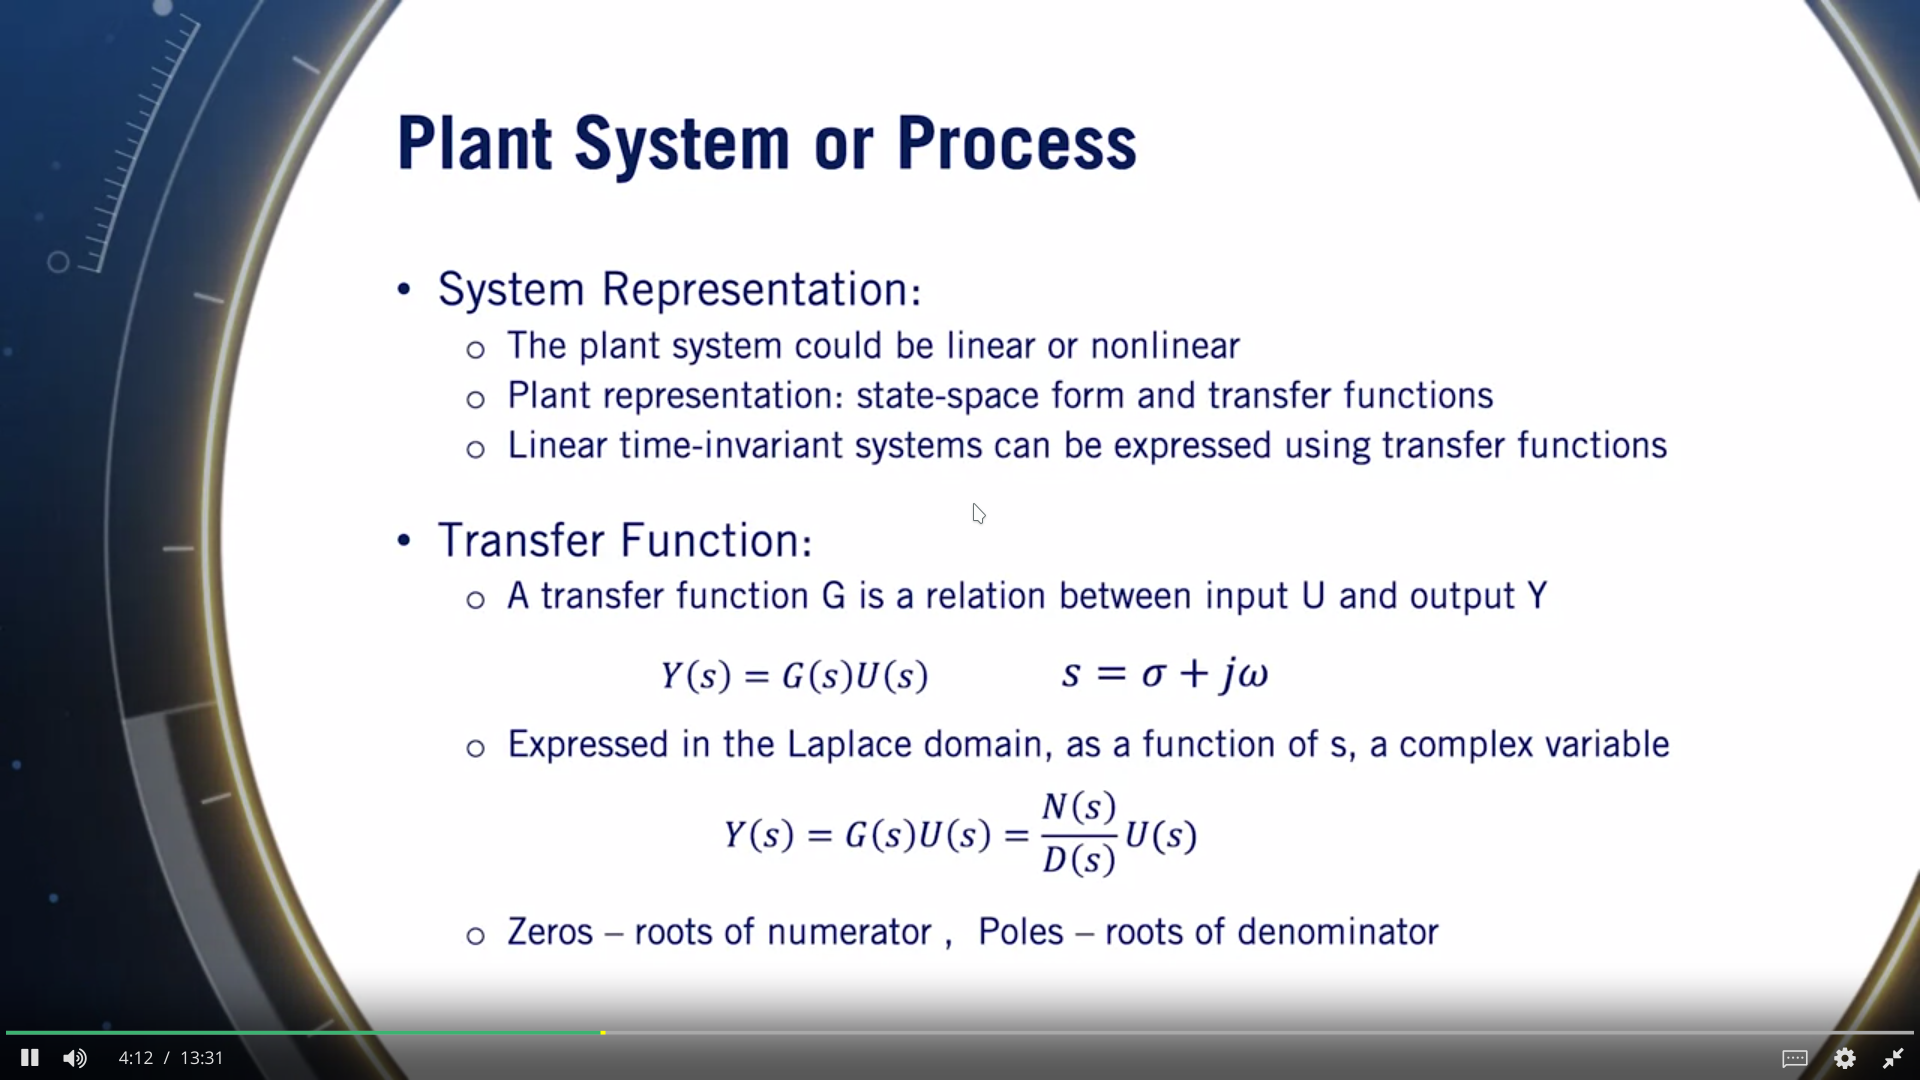 Plant System or Process
• System Representation:
o The plant system could be linear or nonlinear
o Plant representation: state-space form and transfer functions
o Linear time-invariant systems can be expressed using transfer functions
• Transfer Function:
o A transfer function G is a relation between input U and output Y
Y(s) = G(s)U(s) s = σ + jω
o Expressed in the Laplace domain, as a function of s, a complex variable
Y(s) = G(s)U(s) = N(s)/D(s) U(s)
o Zeros – roots of numerator , Poles – roots of denominator
4:12 / 13:31